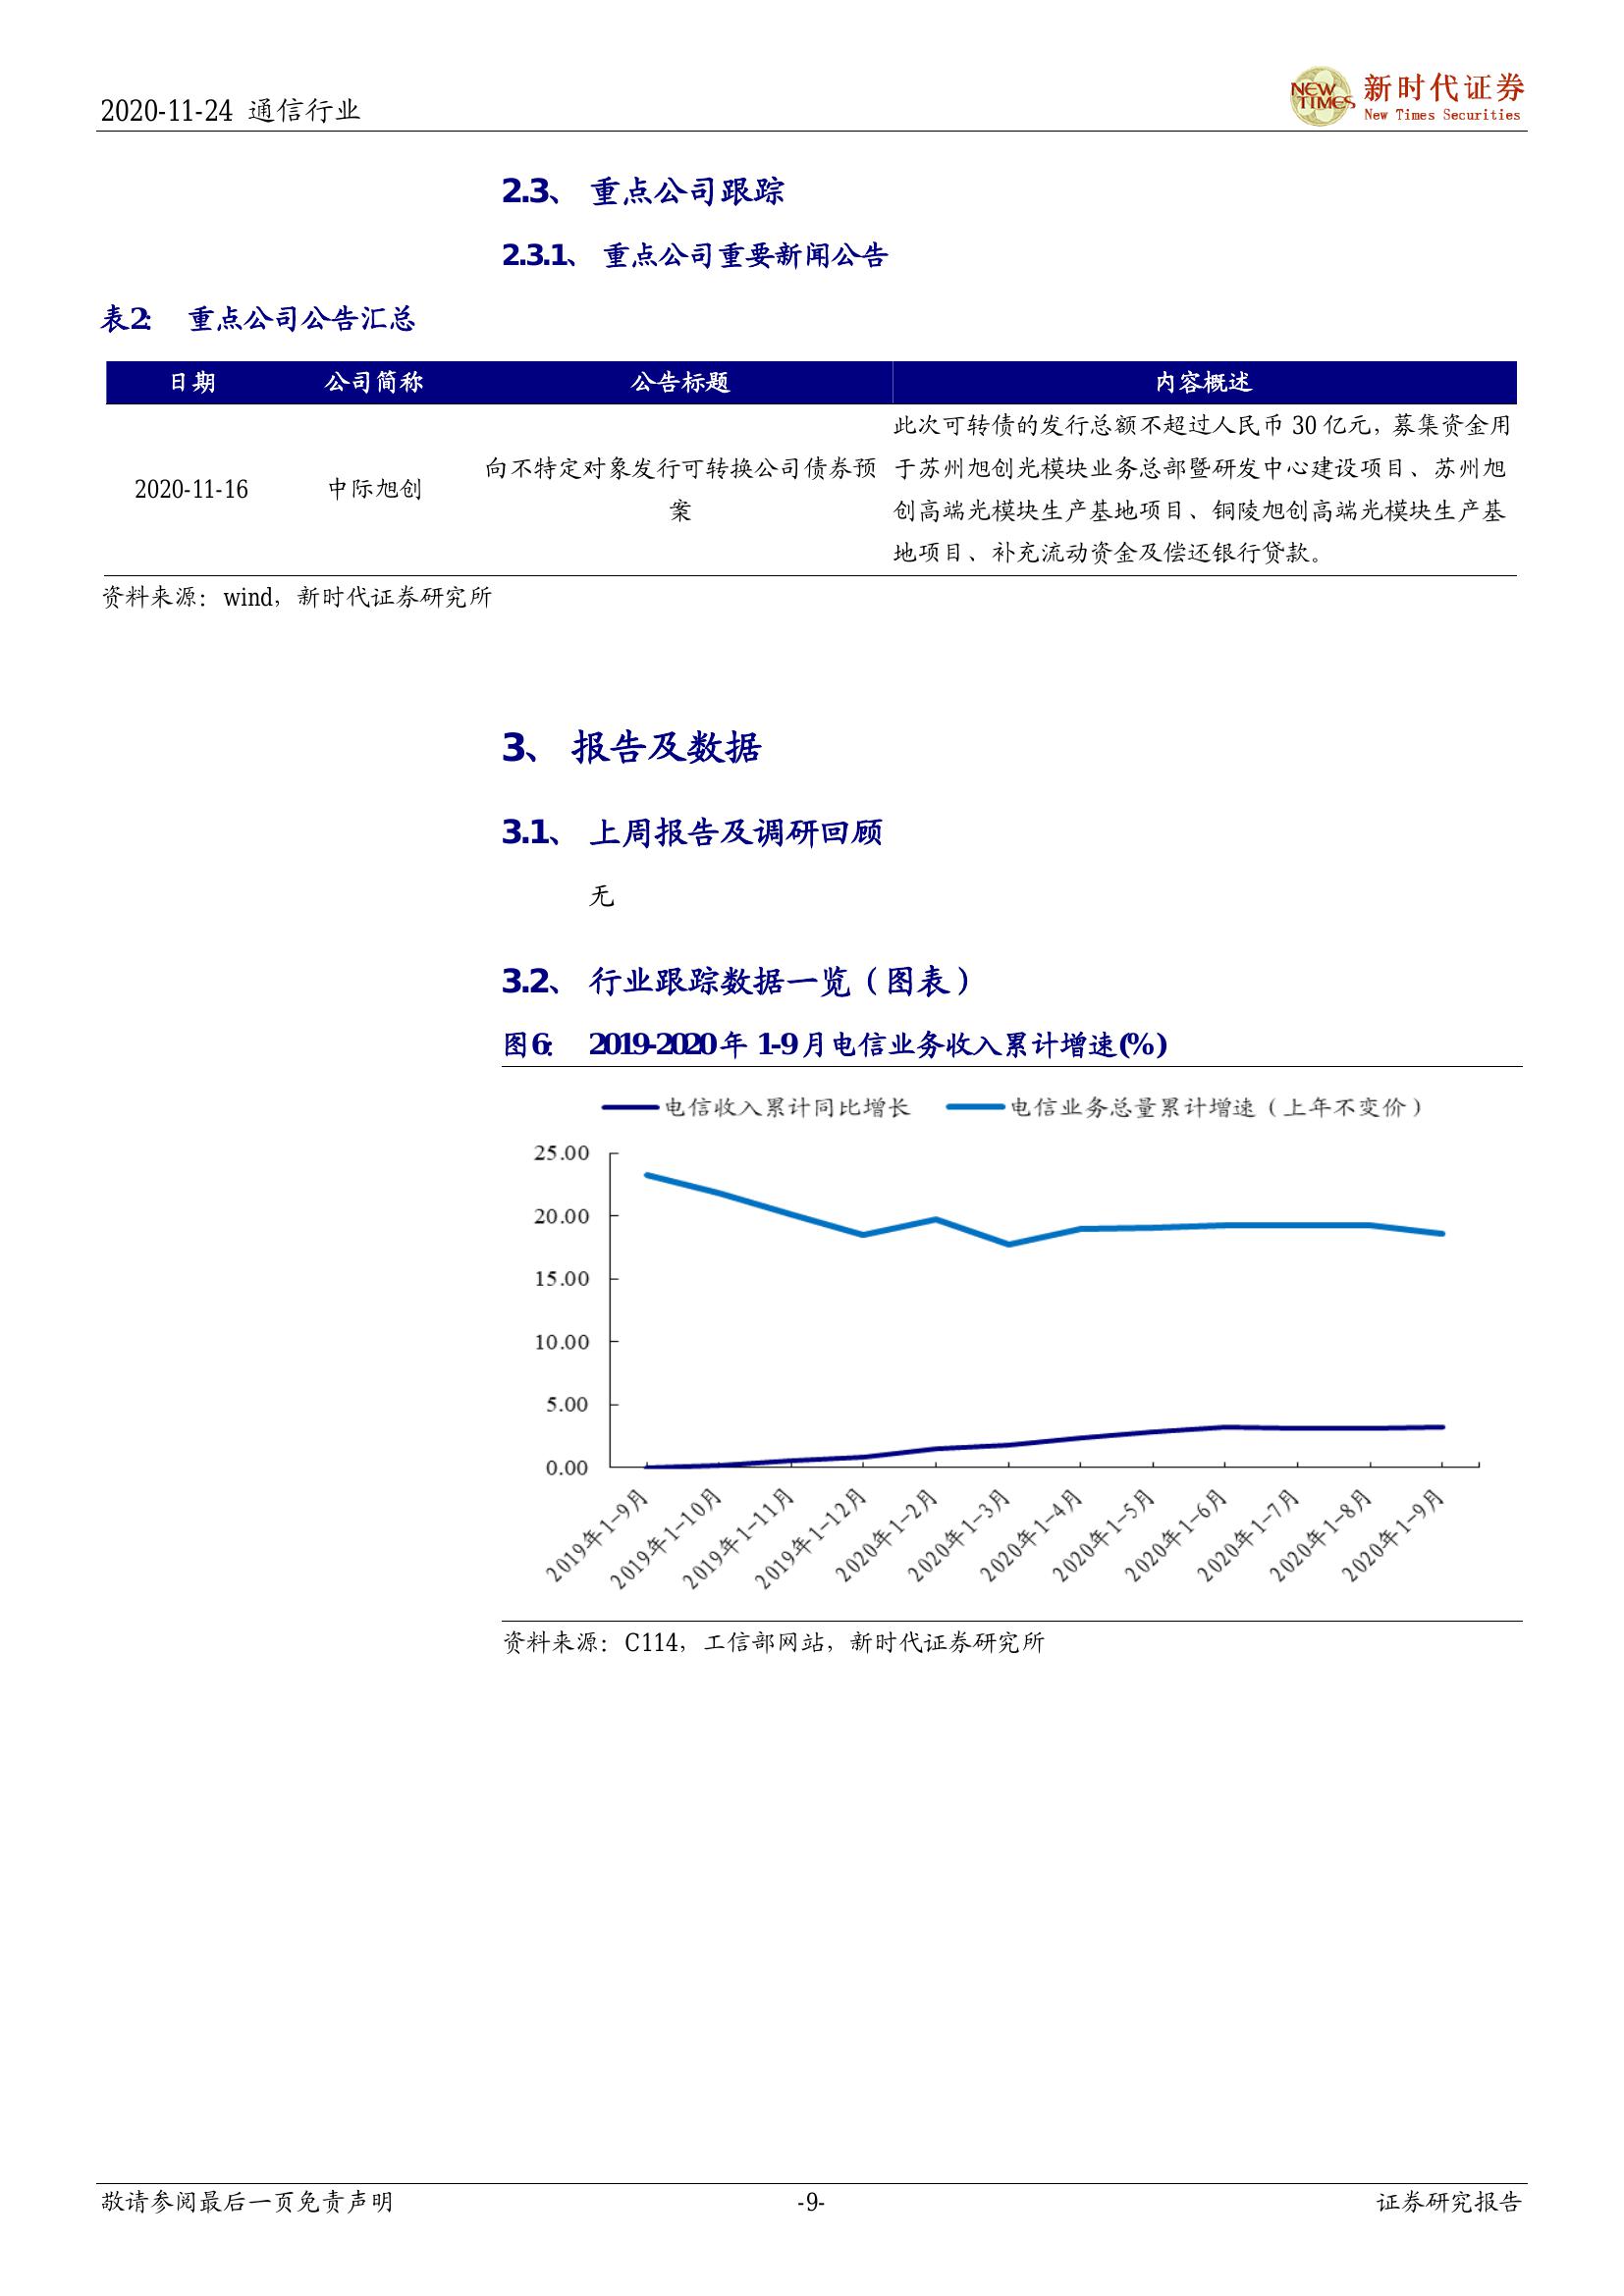 2020-11-24 通信行业
NEW TIMES
新时代证券
New Times Securities
2.3、 重点公司跟踪
2.3.1、 重点公司重要新闻公告
表2: 重点公司公告汇总
日期 公司简称 公告标题 内容概述
2020-11-16 中际旭创
向不特定对象发行可转换公司债券预
案
此次可转债的发行总额不超过人民币 30 亿元，募集资金用
于苏州旭创光模块业务总部暨研发中心建设项目、苏州旭
创高端光模块生产基地项目、铜陵旭创高端光模块生产基
地项目、补充流动资金及偿还银行贷款。
资料来源：wind，新时代证券研究所
3、 报告及数据
3.1、 上周报告及调研回顾
无
3.2、 行业跟踪数据一览（图表）
图6: 2019-2020年 1-9月电信业务收入累计增速(%)
电信收入累计同比增长 电信业务总量累计增速（上年不变价）
25.00
20.00
15.00
10.00
5.00
0.00
2019年1-9月
2019年1-10月
2019年1-11月
2019年1-12月
2020年1-2月
2020年1-3月
2020年1-4月
2020年1-5月
2020年1-6月
2020年1-7月
2020年1-8月
2020年1-9月
资料来源：C114，工信部网站，新时代证券研究所
敬请参阅最后一页免责声明 -9- 证券研究报告